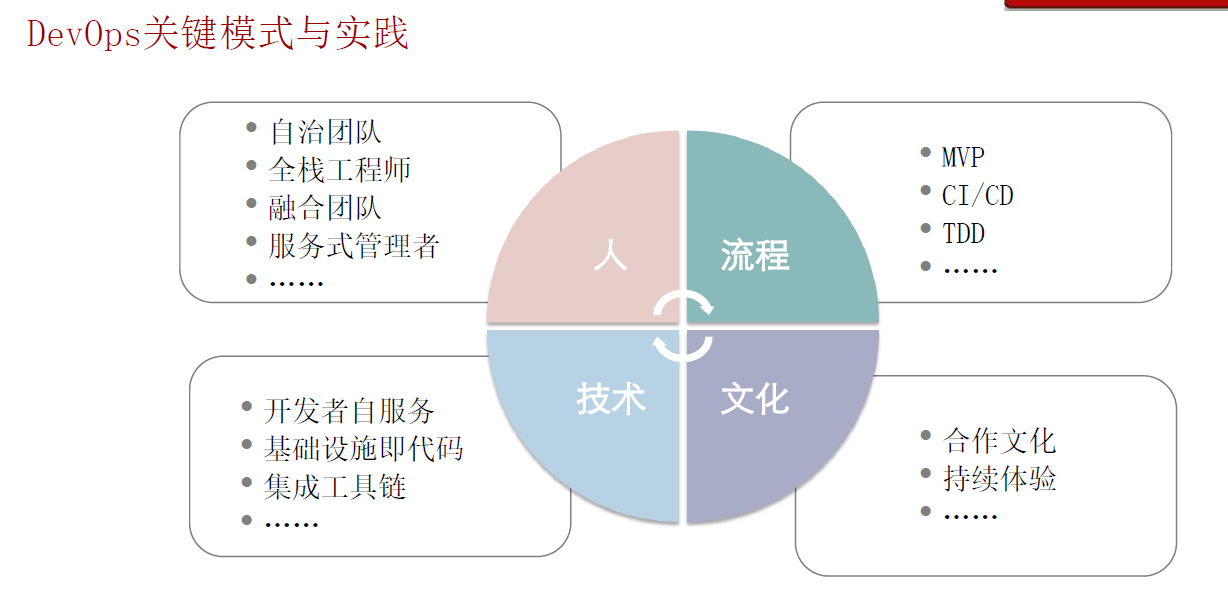 DevOps关键模式与实践
• 自治团队
• 全栈工程师
• 融合团队
• 服务式管理者
• ……
人
流程
• MVP
• CI/CD
• TDD
• ……
• 开发者自服务
• 基础设施即代码
• 集成工具链
• ……
技术
文化
• 合作文化
• 持续体验
• ……